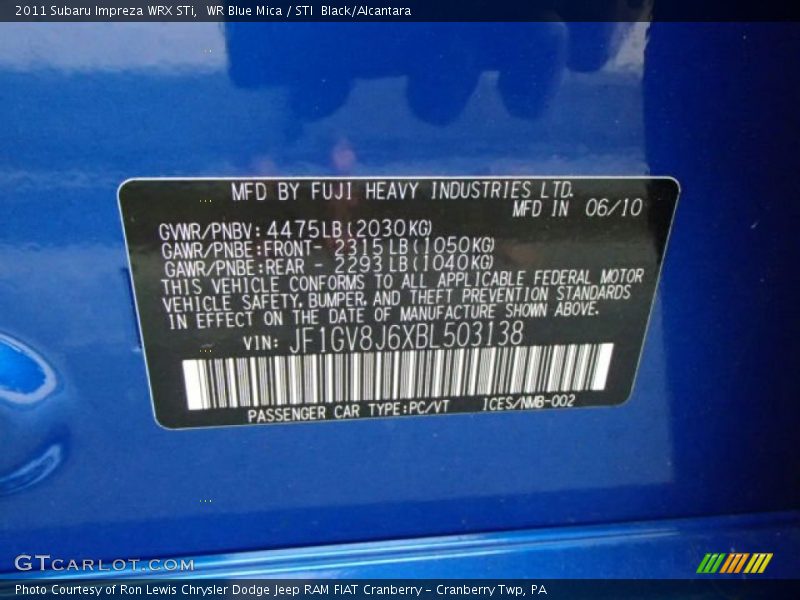 2011 Subaru Impreza WRX STi,  WR Blue Mica / STI  Black/Alcantara
MFD BY FUJI HEAVY INDUSTRIES LTD.
MFD IN 06/10
GVWR/PNBV: 4475LB(2030KG)
GAWR/PNBE:FRONT- 2315LB(1050KG)
GAWR/PNBE:REAR - 2293LB(1040KG)
THIS VEHICLE CONFORMS TO ALL APPLICABLE FEDERAL MOTOR
VEHICLE SAFETY, BUMPER, AND THEFT PREVENTION STANDARDS
IN EFFECT ON THE DATE OF MANUFACTURE SHOWN ABOVE.
VIN: JF1GV8J6XBL503138
PASSENGER CAR TYPE:PC/VT ICES/NMB-002
GTCARLOT.COM
Photo Courtesy of Ron Lewis Chrysler Dodge Jeep RAM FIAT Cranberry – Cranberry Twp, PA